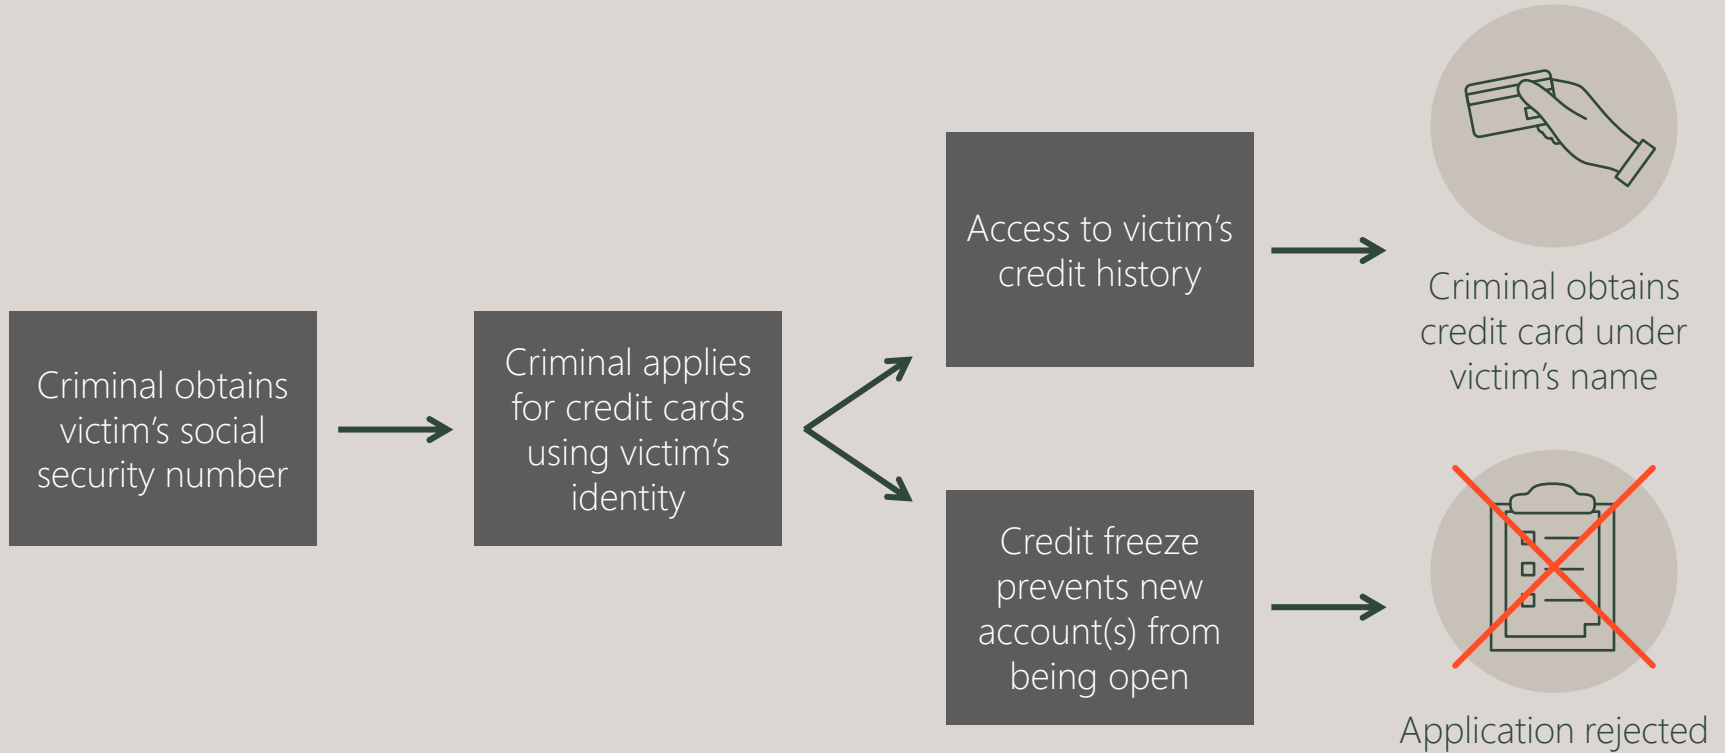 Criminal obtains
victim’s social
security number
Criminal applies
for credit cards
using victim’s
identity
Access to victim’s
credit history
Criminal obtains
credit card under
victim’s name
Credit freeze
prevents new
account(s) from
being open
Application rejected